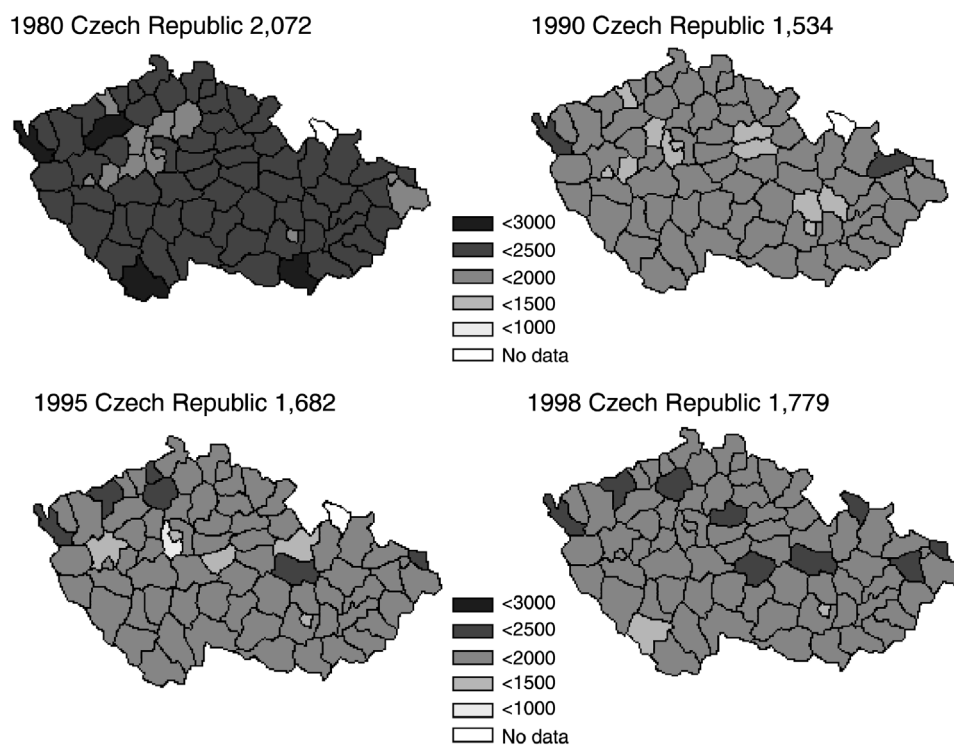 1980 Czech Republic 2,072
1990 Czech Republic 1,534
<3000
<2500
<2000
<1500
<1000
No data
1995 Czech Republic 1,682
1998 Czech Republic 1,779
<3000
<2500
<2000
<1500
<1000
No data